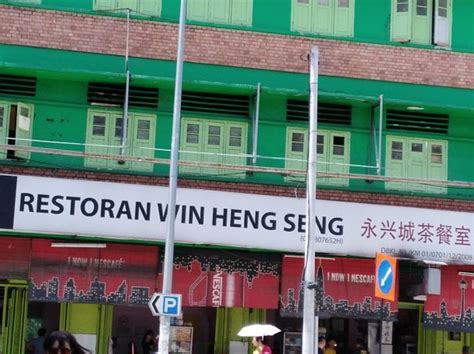 RESTORAN WIN HENG SENG
永兴城茶餐室
I NOW I NESCAFÉ
I NOW I NESCAFÉ
NESCAFÉ
P